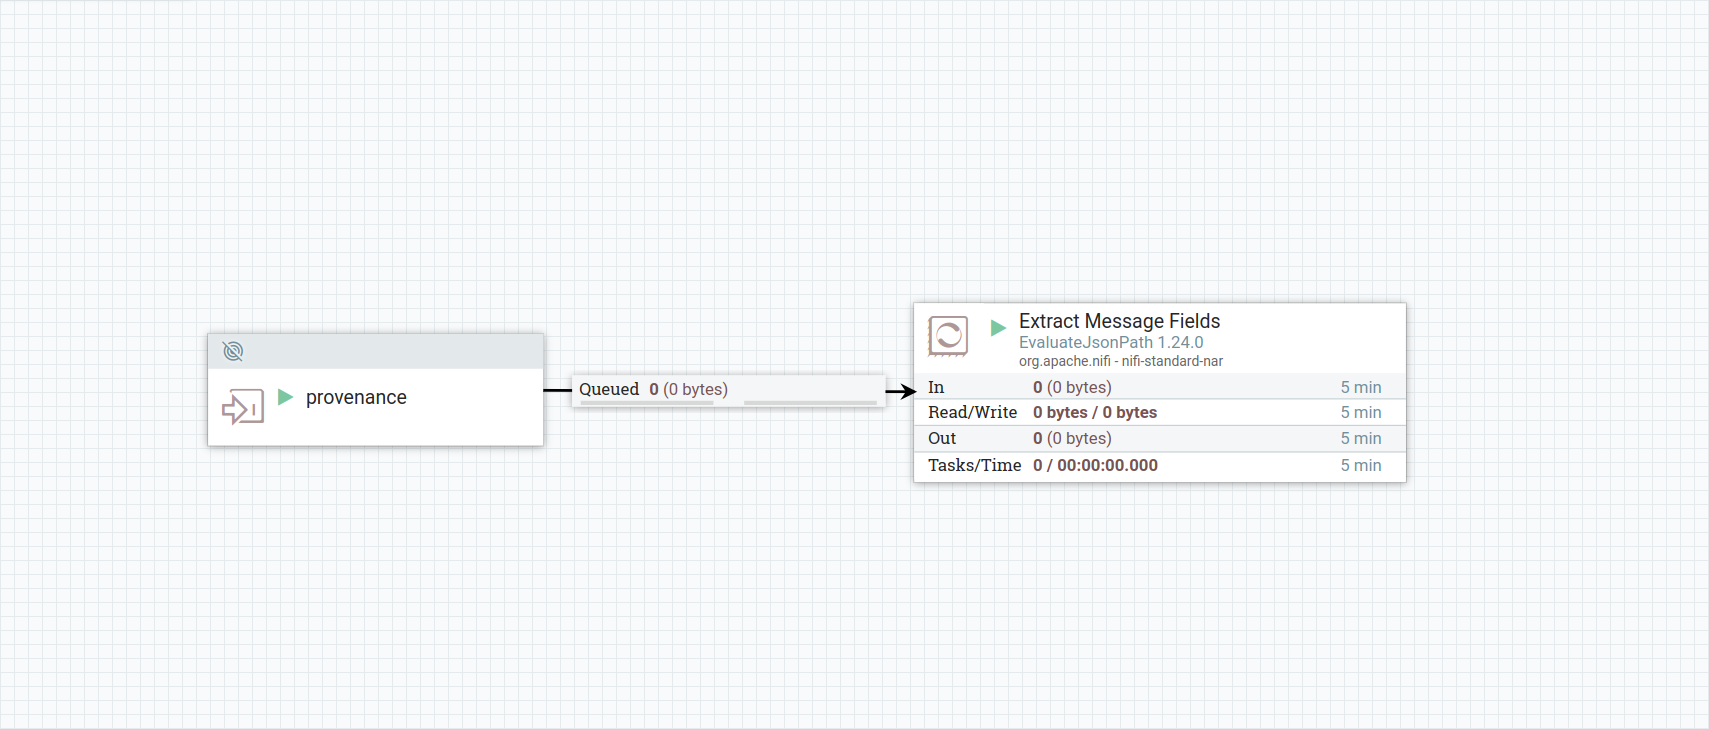 provenance
Queued 0 (0 bytes)
Extract Message Fields
EvaluateJsonPath 1.24.0
org.apache.nifi - nifi-standard-nar
In 0 (0 bytes) 5 min
Read/Write 0 bytes / 0 bytes 5 min
Out 0 (0 bytes) 5 min
Tasks/Time 0 / 00:00:00.000 5 min